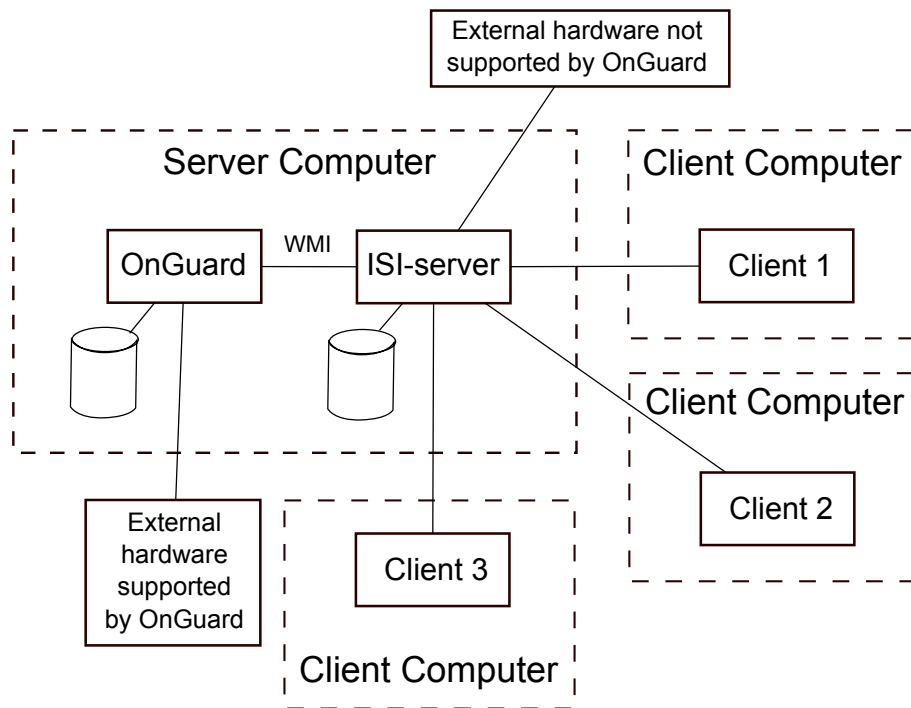 External hardware not
supported by OnGuard
Server Computer
Client Computer
WMI
OnGuard
ISI-server
Client 1
Client Computer
Client 2
External
hardware
supported
by OnGuard
Client 3
Client Computer